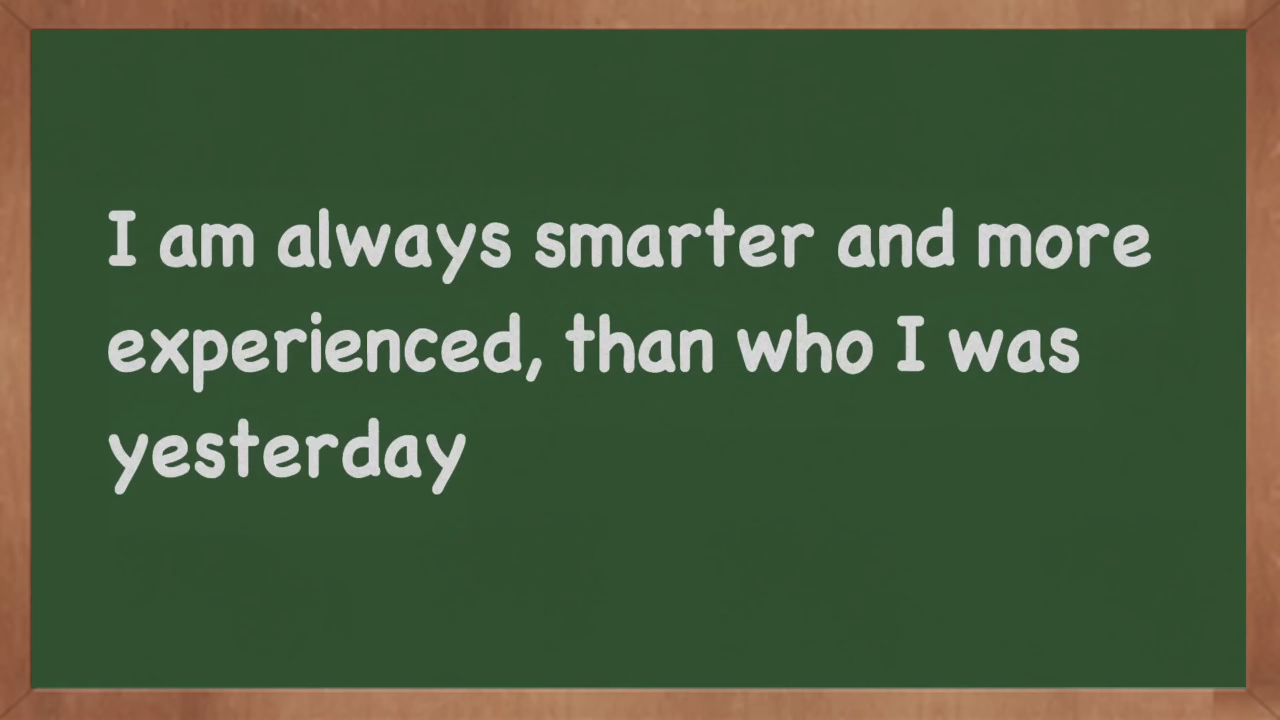 I am always smarter and more
experienced, than who I was
yesterday